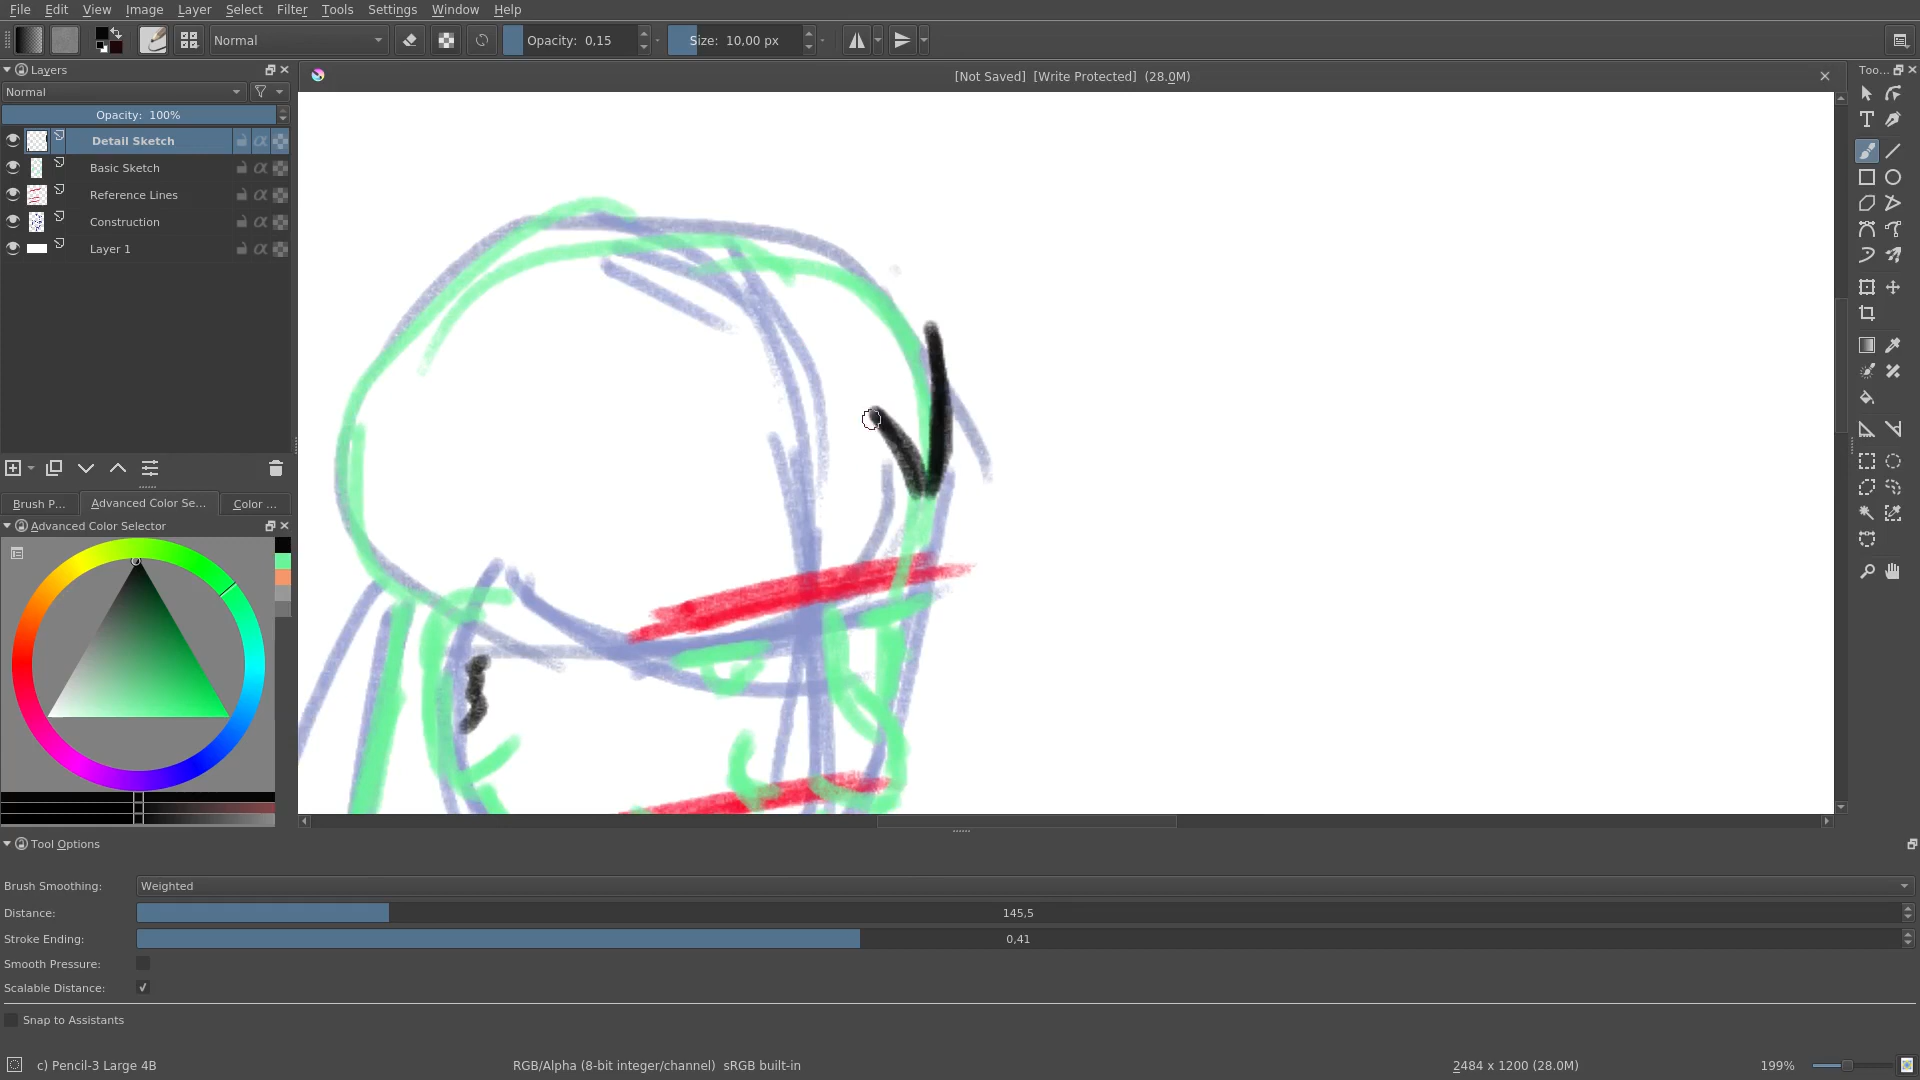 File Edit View Image Layer Select Filter Tools Settings Window Help
Normal Opacity: 0,15 Size: 10,00 px
Layers
[Not Saved] [Write Protected] (28.0M)
Too...
Normal
Opacity: 100%
Detail Sketch
Basic Sketch
Reference Lines
Construction
Layer 1
Brush P... Advanced Color Se... Color ...
Advanced Color Selector
Tool Options
Brush Smoothing: Weighted
Distance: 145,5
Stroke Ending: 0,41
Smooth Pressure:
Scalable Distance:
Snap to Assistants
c) Pencil-3 Large 4B RGB/Alpha (8-bit integer/channel) sRGB built-in 2484 x 1200 (28.0M) 199%